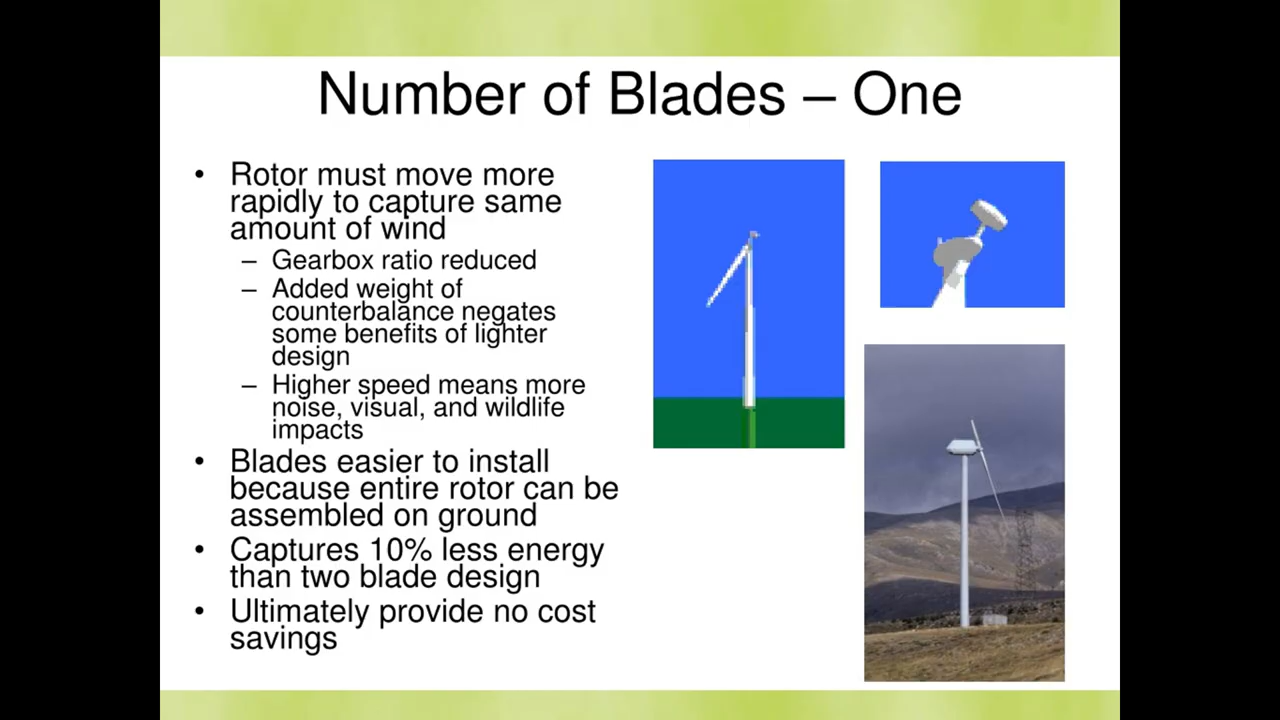 Number of Blades – One
• Rotor must move more
rapidly to capture same
amount of wind
– Gearbox ratio reduced
– Added weight of
counterbalance negates
some benefits of lighter
design
– Higher speed means more
noise, visual, and wildlife
impacts
• Blades easier to install
because entire rotor can be
assembled on ground
• Captures 10% less energy
than two blade design
• Ultimately provide no cost
savings